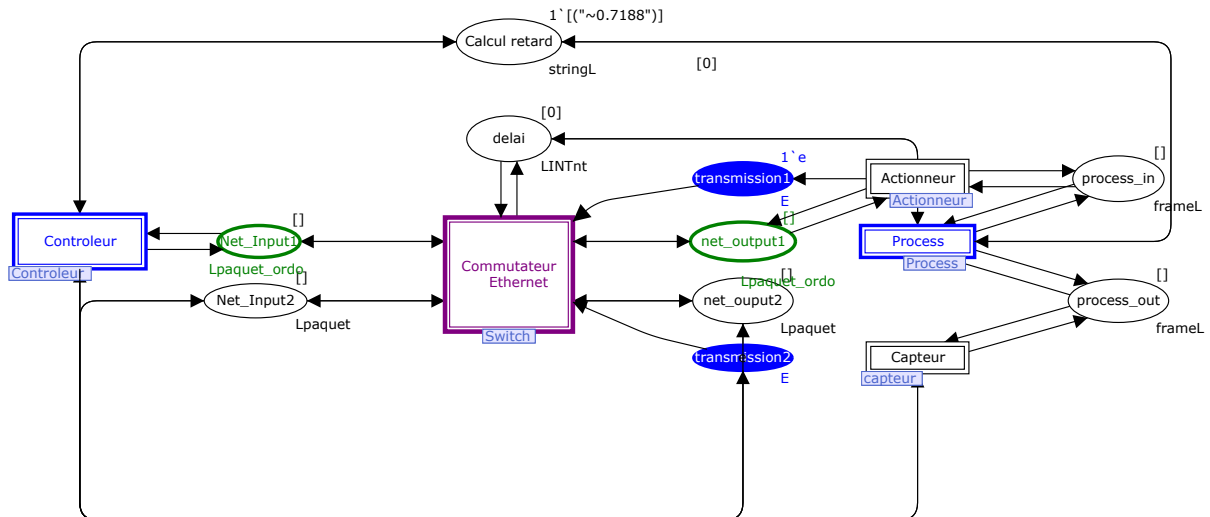 1`[("~0.7188")]
Calcul retard
stringL
[0]
[0]
delai
LINTnt
1`e
transmission1
E
Actionneur
Actionneur
[]
process_in
frameL
Controleur
Controleur
[]
Net_Input1
Lpaquet_ordo
Commutateur
Ethernet
Switch
[]
net_output1
Lpaquet_ordo
Process
Process
[]
Net_Input2
Lpaquet
[]
net_ouput2
Lpaquet
[]
process_out
frameL
transmission2
E
Capteur
capteur